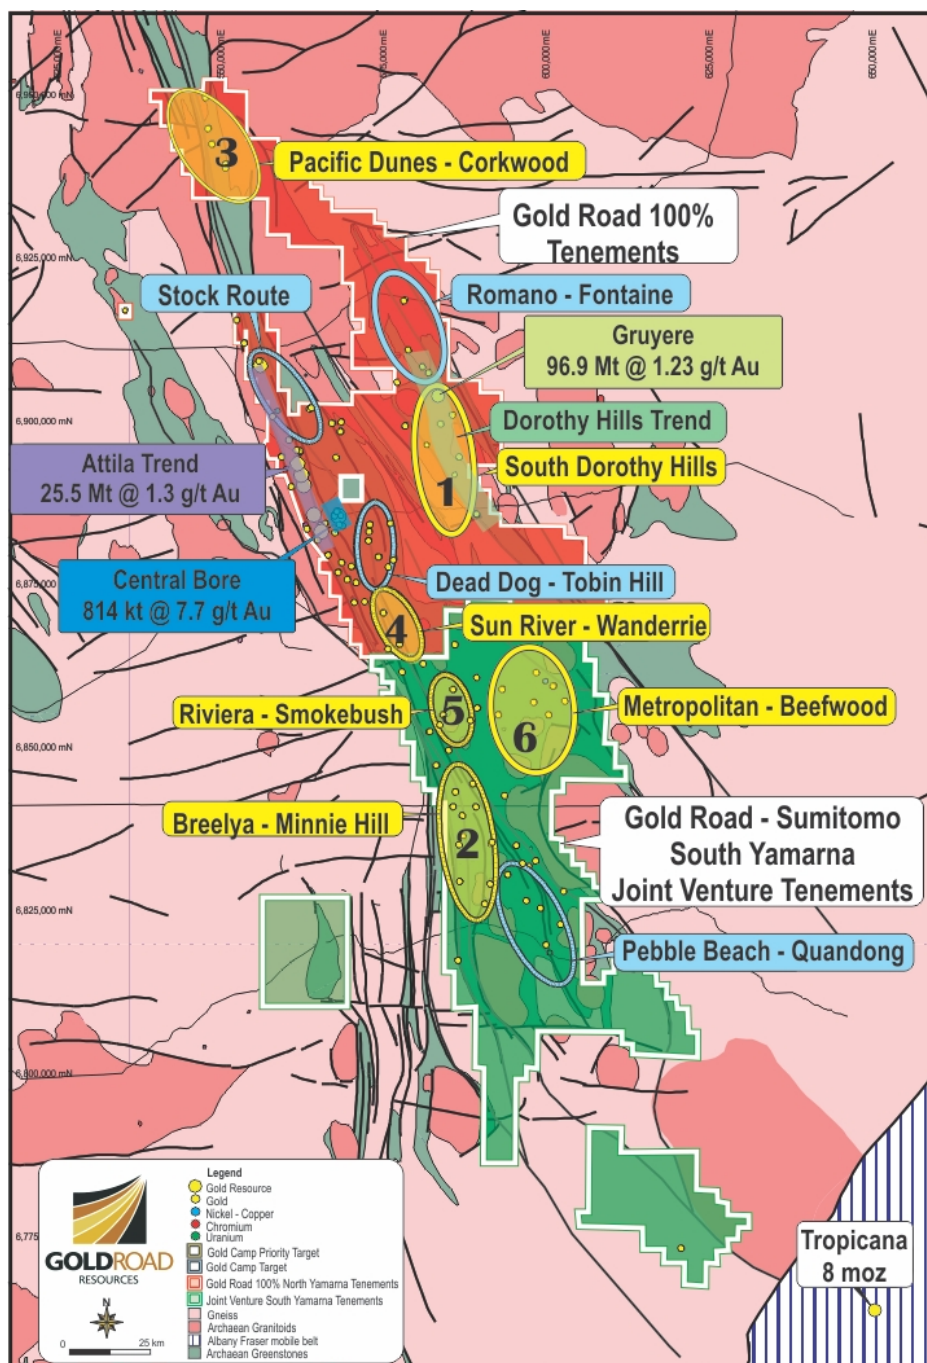 600,000 mE
625,000 mE
650,000 mE
3
Pacific Dunes - Corkwood
Gold Road 100%
Tenements
6,925,000 mN
Stock Route
Romano - Fontaine
Gruyere
96.9 Mt @ 1.23 g/t Au
6,900,000 mN
Dorothy Hills Trend
Attila Trend
25.5 Mt @ 1.3 g/t Au
South Dorothy Hills
1
Central Bore
814 kt @ 7.7 g/t Au
6,875,000 mN
Dead Dog - Tobin Hill
4
Sun River - Wanderrie
Riviera - Smokebush
5
6
Metropolitan - Beefwood
6,850,000 mN
Breelya - Minnie Hill
2
Gold Road - Sumitomo
South Yamarna
Joint Venture Tenements
6,825,000 mN
Pebble Beach - Quandong
6,800,000 mN
6,775
Tropicana
8 moz
GOLDROAD
RESOURCES
N
0
25 km
Legend
Gold Resource
Gold
Nickel - Copper
Chromium
Uranium
Gold Camp Priority Target
Gold Camp Target
Gold Road 100% North Yamarna Tenements
Joint Venture South Yamarna Tenements
Gneiss
Archaean Granitoids
Albany Fraser mobile belt
Archaean Greenstones